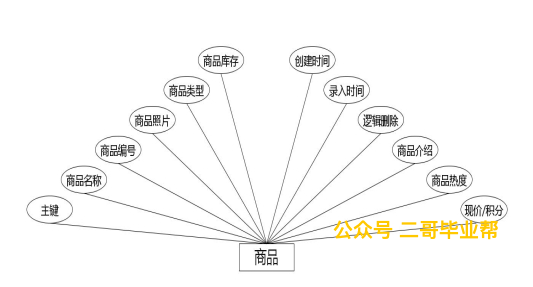 商品库存
创建时间
商品类型
录入时间
商品照片
逻辑删除
商品编号
商品介绍
商品名称
商品热度
主键
现价/积分
公众号 二哥毕业帮
商品